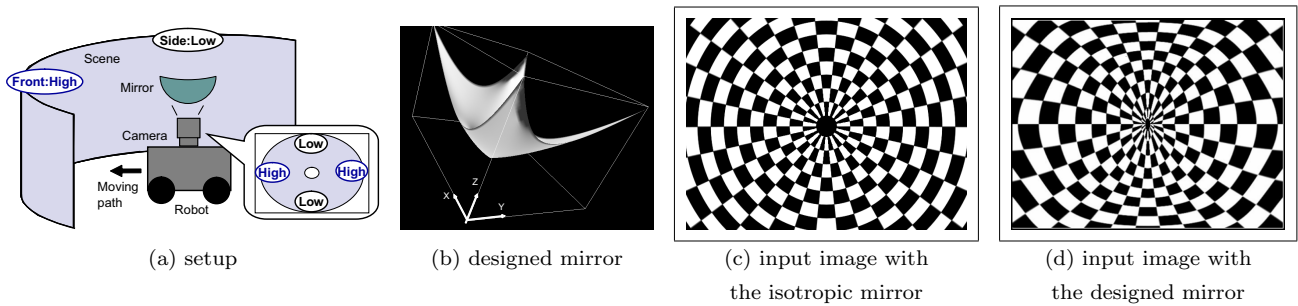 Side:Low
Scene
Front:High
Mirror
Camera
Low
High
High
Low
Moving
path
Robot
X
Z
Y
(a) setup
(b) designed mirror
(c) input image with
the isotropic mirror
(d) input image with
the designed mirror